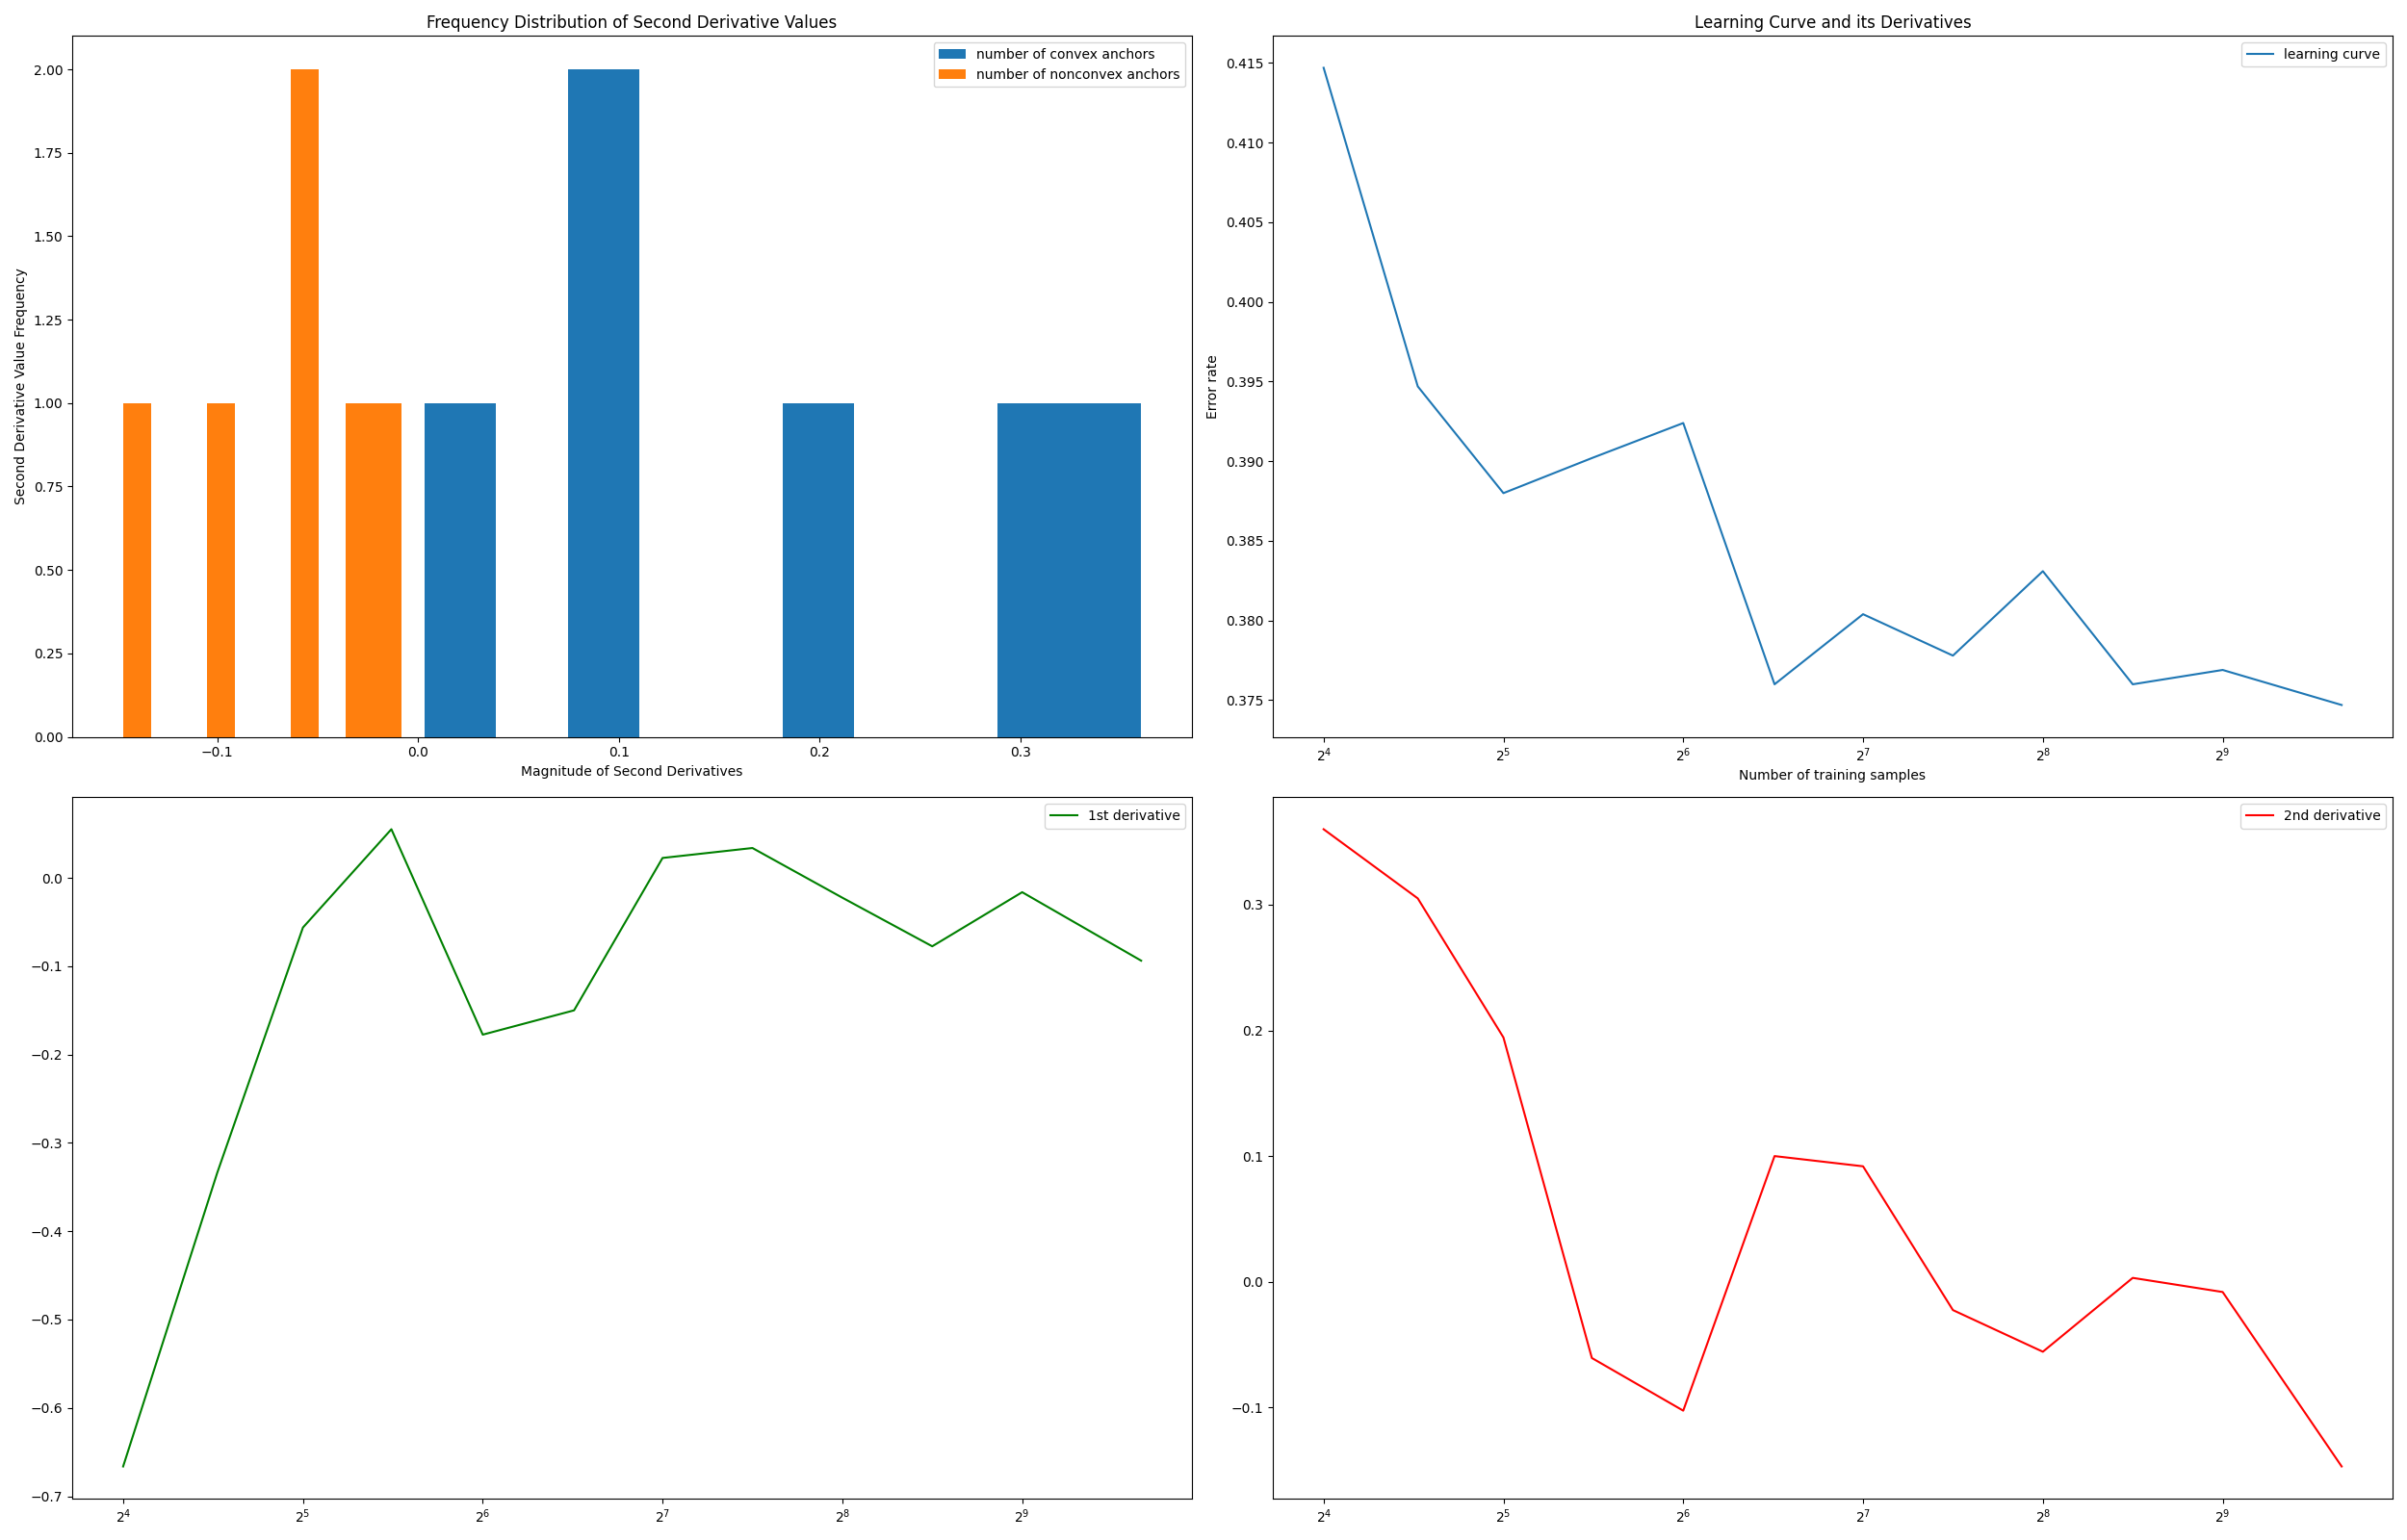 Frequency Distribution of Second Derivative Values
number of convex anchors
number of nonconvex anchors
Second Derivative Value Frequency
2.00
1.75
1.50
1.25
1.00
0.75
0.50
0.25
0.00
−0.1 0.0 0.1 0.2 0.3
Magnitude of Second Derivatives
Learning Curve and its Derivatives
learning curve
Error rate
0.415
0.410
0.405
0.400
0.395
0.390
0.385
0.380
0.375
2⁴ 2⁵ 2⁶ 2⁷ 2⁸ 2⁹
Number of training samples
1st derivative
0.0
−0.1
−0.2
−0.3
−0.4
−0.5
−0.6
−0.7
2⁴ 2⁵ 2⁶ 2⁷ 2⁸ 2⁹
2nd derivative
0.3
0.2
0.1
0.0
−0.1
2⁴ 2⁵ 2⁶ 2⁷ 2⁸ 2⁹